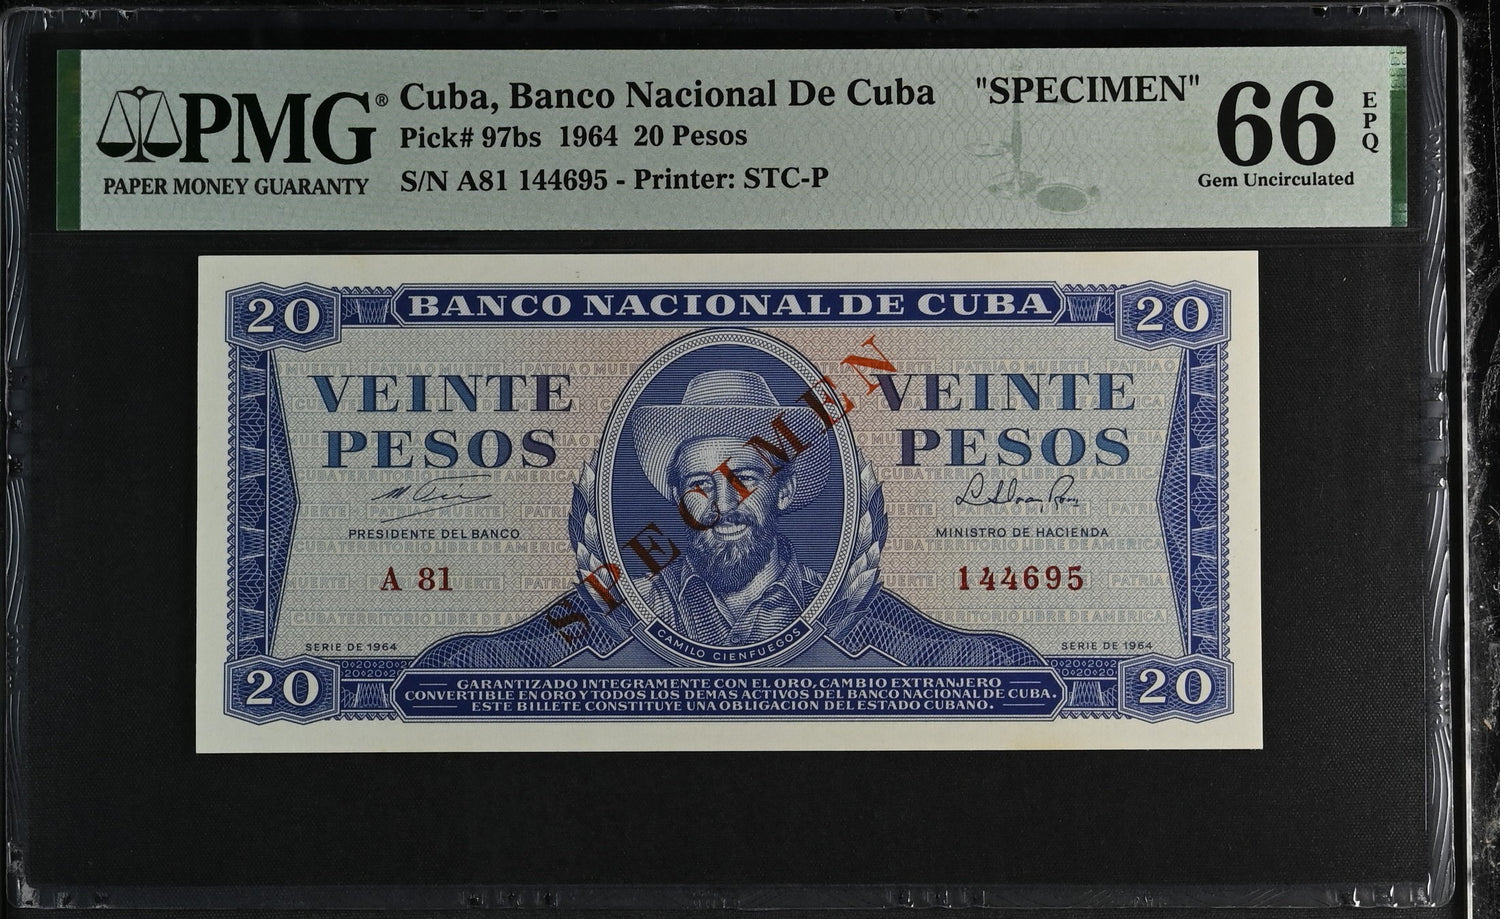 PMG®
PAPER MONEY GUARANTY
Cuba, Banco Nacional De Cuba "SPECIMEN"
Pick# 97bs 1964 20 Pesos
S/N A81 144695 - Printer: STC-P
66
EPQ
Gem Uncirculated
20 BANCO NACIONAL DE CUBA 20
VEINTE VEINTE
PESOS PESOS
SPECIMEN
PRESIDENTE DEL BANCO MINISTRO DE HACIENDA
A 81 144695
CAMILO CIENFUEGOS
SERIE DE 1964 SERIE DE 1964
20 20
GARANTIZADO INTEGRAMENTE CON EL ORO, CAMBIO EXTRANJERO
CONVERTIBLE EN ORO Y TODOS LOS DEMAS ACTIVOS DEL BANCO NACIONAL DE CUBA.
ESTE BILLETE CONSTITUYE UNA OBLIGACIÓN DEL ESTADO CUBANO.